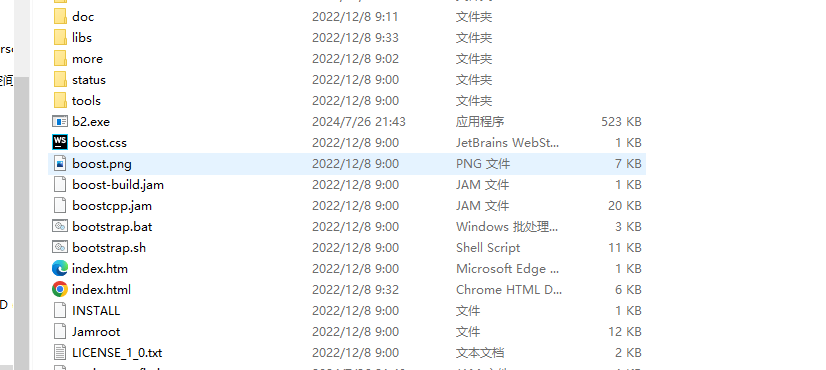 doc 2022/12/8 9:11 文件夹
libs 2022/12/8 9:33 文件夹
more 2022/12/8 9:02 文件夹
status 2022/12/8 9:00 文件夹
tools 2022/12/8 9:00 文件夹
b2.exe 2024/7/26 21:43 应用程序 523 KB
boost.css 2022/12/8 9:00 JetBrains WebSt... 1 KB
boost.png 2022/12/8 9:00 PNG 文件 7 KB
boost-build.jam 2022/12/8 9:00 JAM 文件 1 KB
boostcpp.jam 2022/12/8 9:00 JAM 文件 20 KB
bootstrap.bat 2022/12/8 9:00 Windows 批处理... 3 KB
bootstrap.sh 2022/12/8 9:00 Shell Script 11 KB
index.htm 2022/12/8 9:00 Microsoft Edge ... 1 KB
index.html 2022/12/8 9:32 Chrome HTML D... 6 KB
INSTALL 2022/12/8 9:00 文件 1 KB
Jamroot 2022/12/8 9:00 文件 12 KB
LICENSE_1_0.txt 2022/12/8 9:00 文本文档 2 KB